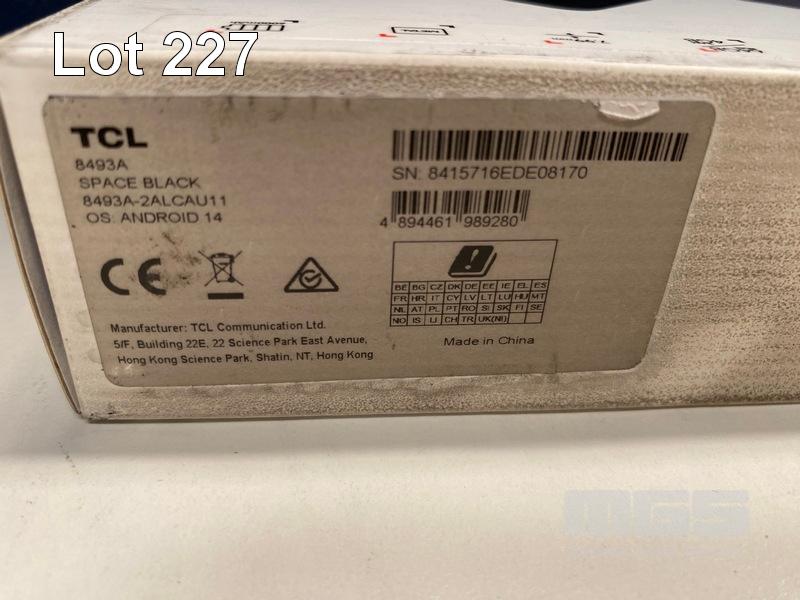 Lot 227
TCL
8493A
SPACE BLACK
8493A-2ALCAU11
OS: ANDROID 14
SN: 8415716EDE08170
4 894461 989280
CE
BE BG CZ DK DE EE IE EL ES
FR HR IT CY LV LT LU HU MT
NL AT PL PT RO SI SK FI SE
NO IS LI CH TR UK(NI)
Manufacturer: TCL Communication Ltd.
5/F, Building 22E, 22 Science Park East Avenue,
Hong Kong Science Park, Shatin, NT, Hong Kong
Made in China
MGS